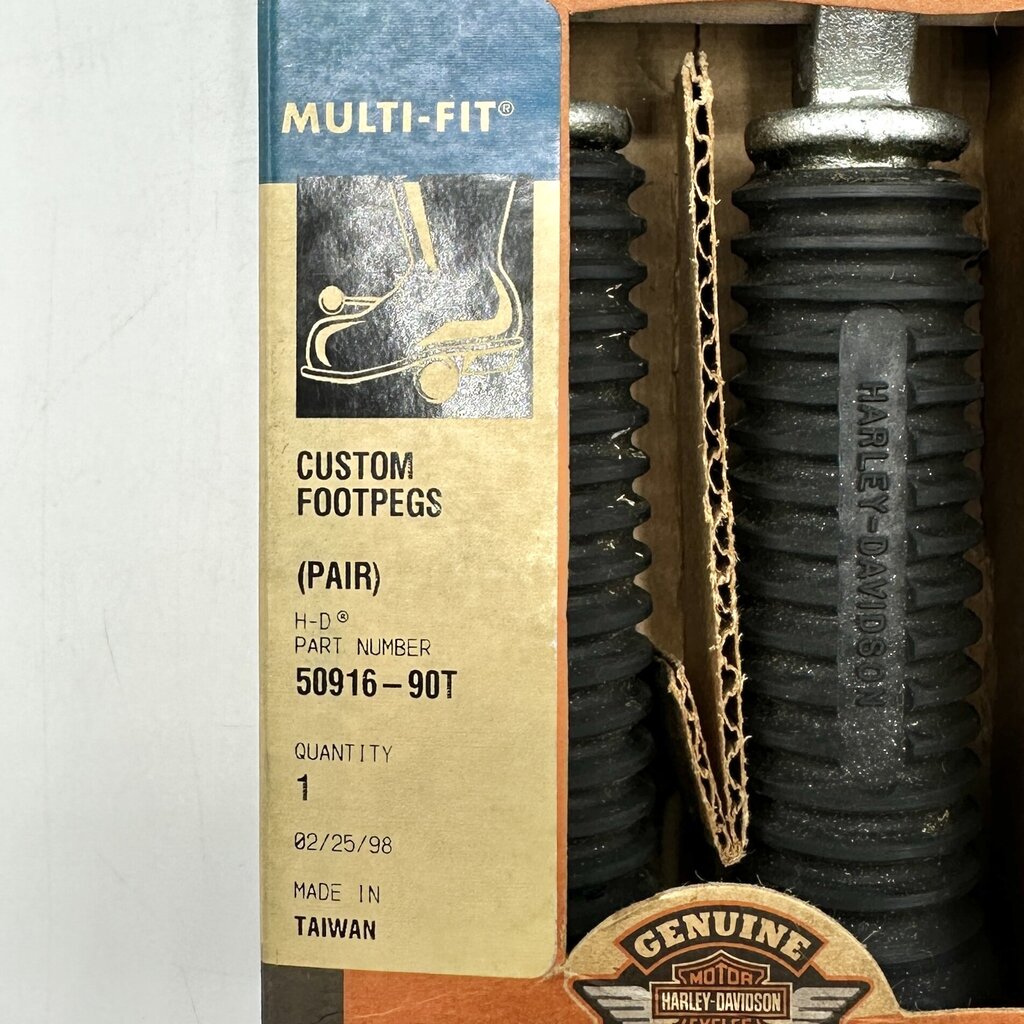 MULTI-FIT®
CUSTOM
FOOTPEGS
(PAIR)
H-D®
PART NUMBER
50916-90T
QUANTITY
1
02/25/98
MADE IN
TAIWAN
HARLEY-DAVIDSON
GENUINE
MOTOR
HARLEY-DAVIDSON
CYCLES